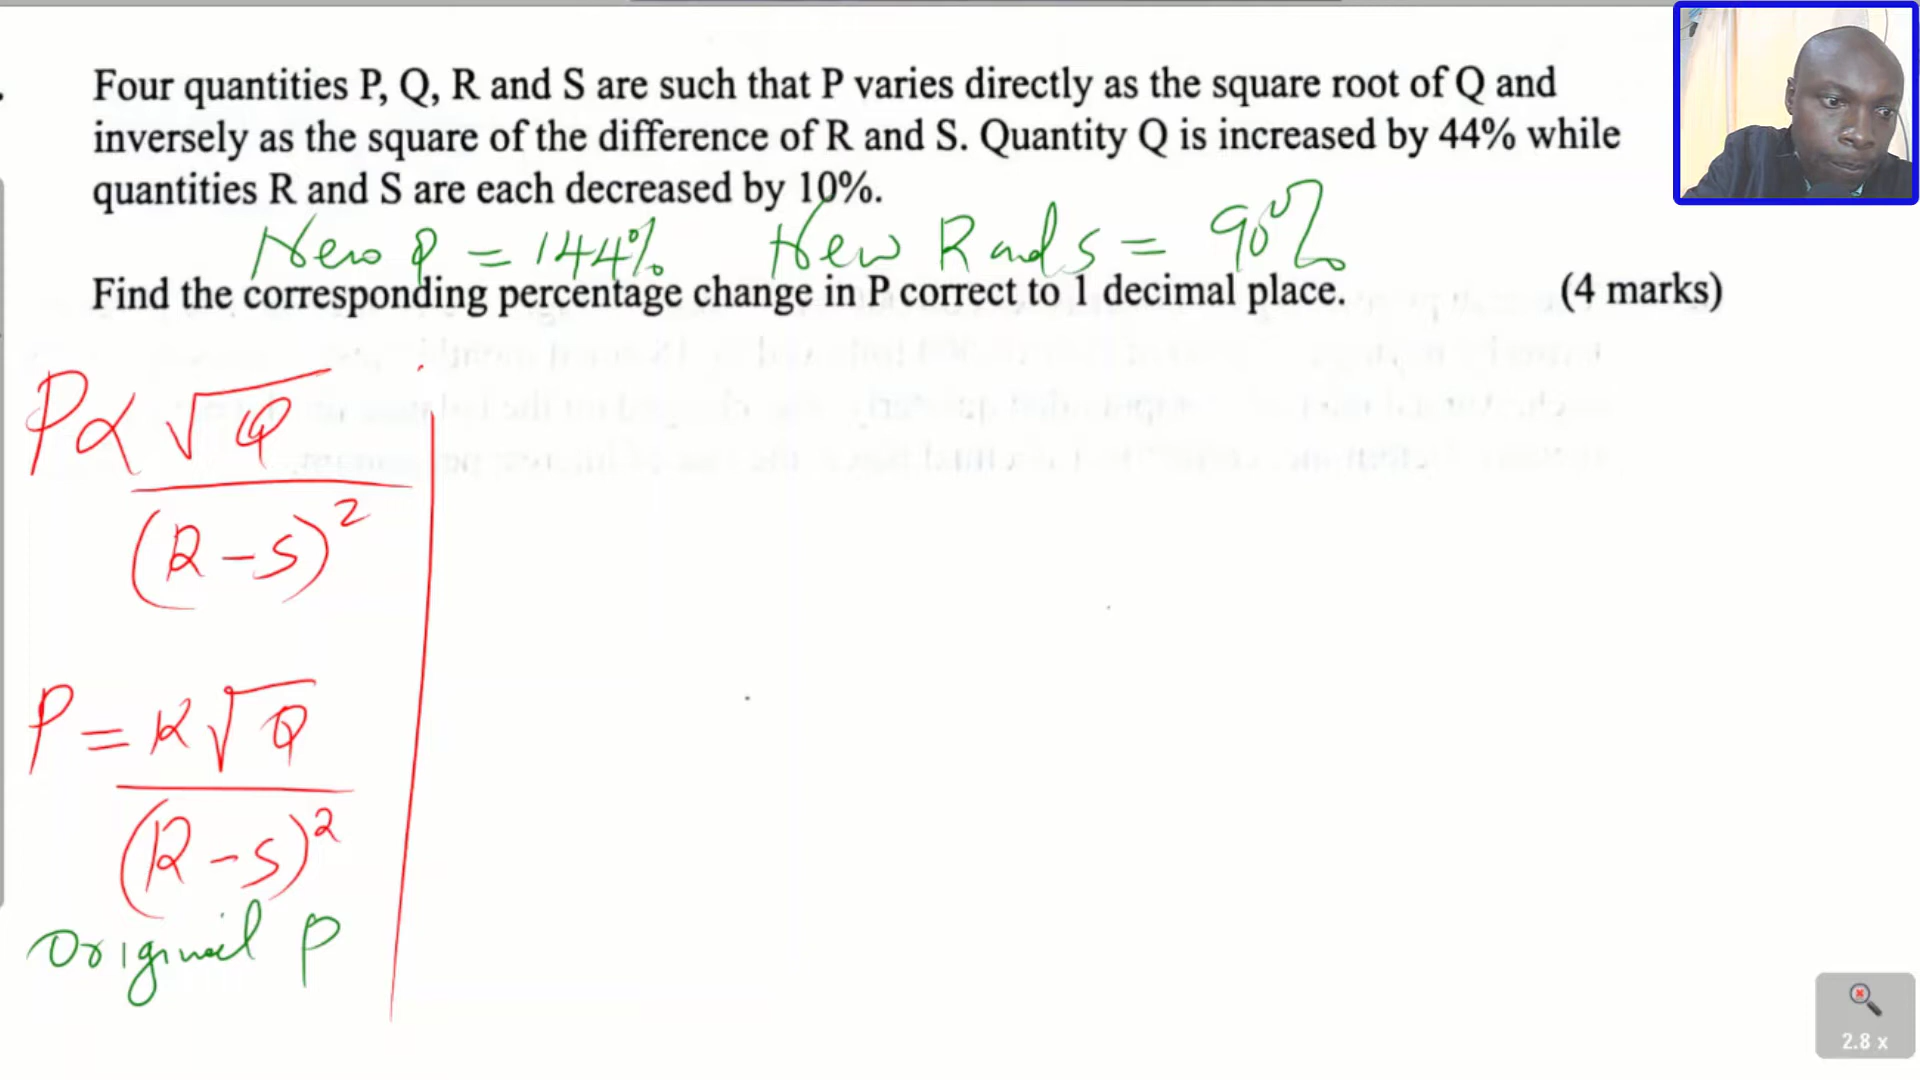 Four quantities P, Q, R and S are such that P varies directly as the square root of Q and
inversely as the square of the difference of R and S. Quantity Q is increased by 44% while
quantities R and S are each decreased by 10%.
New Q = 144% New R and S = 90%
Find the corresponding percentage change in P correct to 1 decimal place. (4 marks)
P ∝ √Q
(R - S)²
P = K √Q
(R - S)²
original P
2.8 x